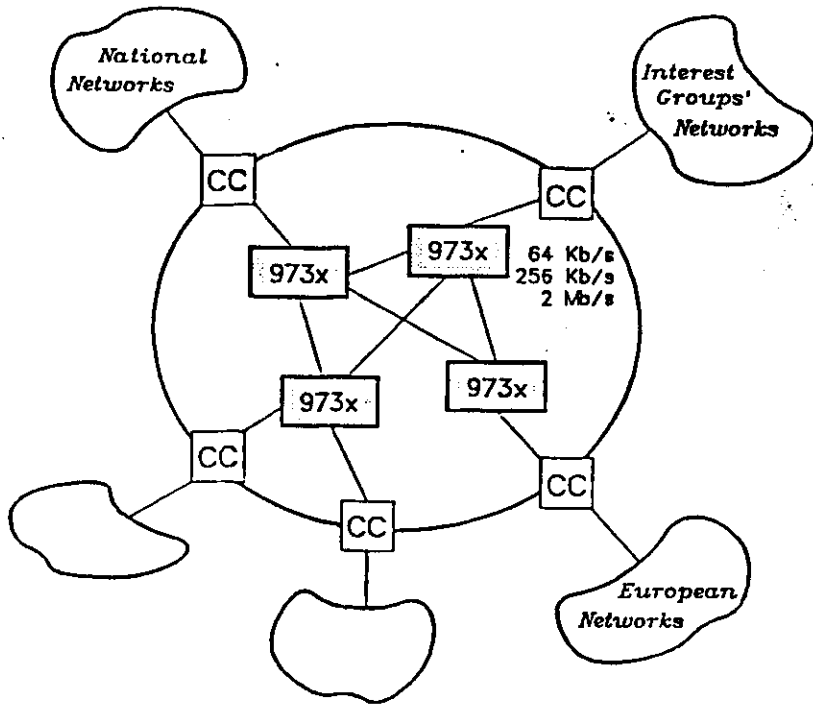 National
Networks
Interest
Groups'
Networks
CC
CC
973x
973x
64 Kb/s
256 Kb/s
2 Mb/s
973x
973x
CC
CC
CC
European
Networks